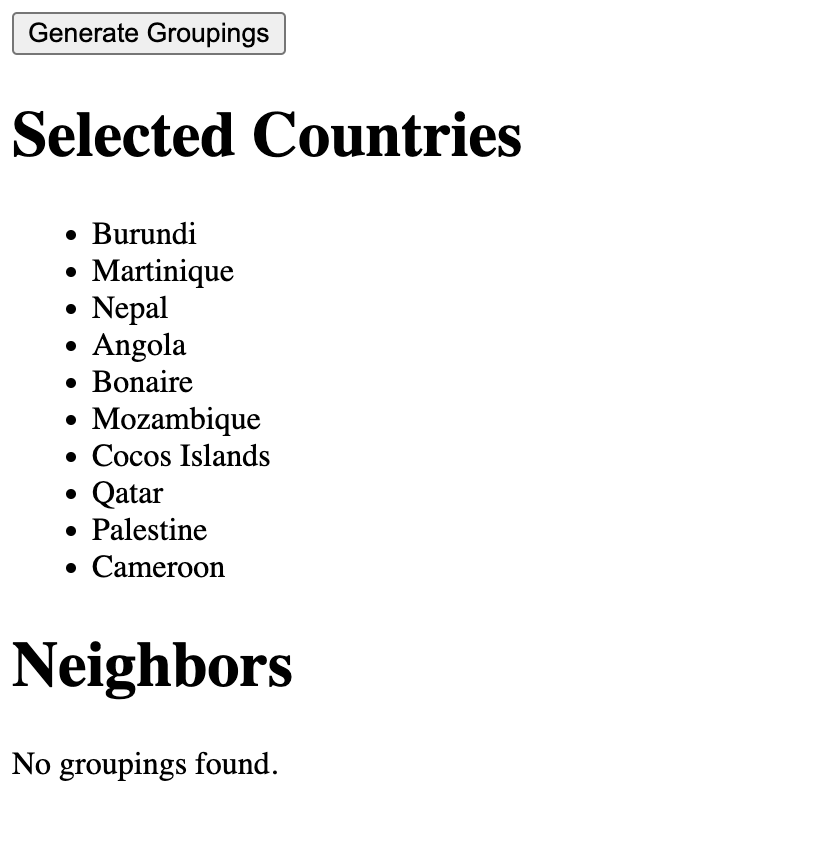 Generate Groupings
Selected Countries
Burundi
Martinique
Nepal
Angola
Bonaire
Mozambique
Cocos Islands
Qatar
Palestine
Cameroon
Neighbors
No groupings found.